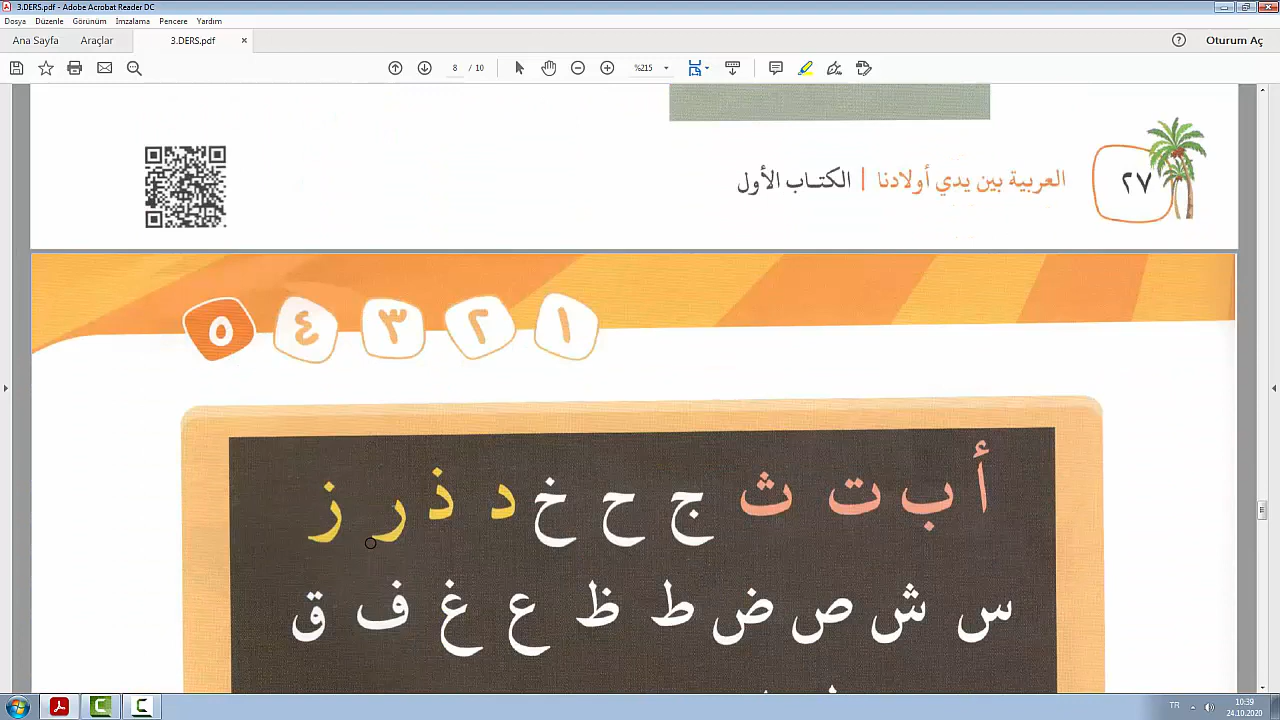 3.DERS.pdf - Adobe Acrobat Reader DC
Dosya Düzenle Görünüm İmzalama Pencere Yardım
Ana Sayfa Araçlar 3.DERS.pdf × ? Oturum Aç
8 / 10 %215
العربية بين يدي أولادنا | الكتـاب الأول
٢٧
١ ٢ ٣ ٤ ٥
أ ب ت ث ج ح خ د ذ ر ز
س ش ص ض ط ظ ع غ ف ق
TR 10:39
24.10.2020